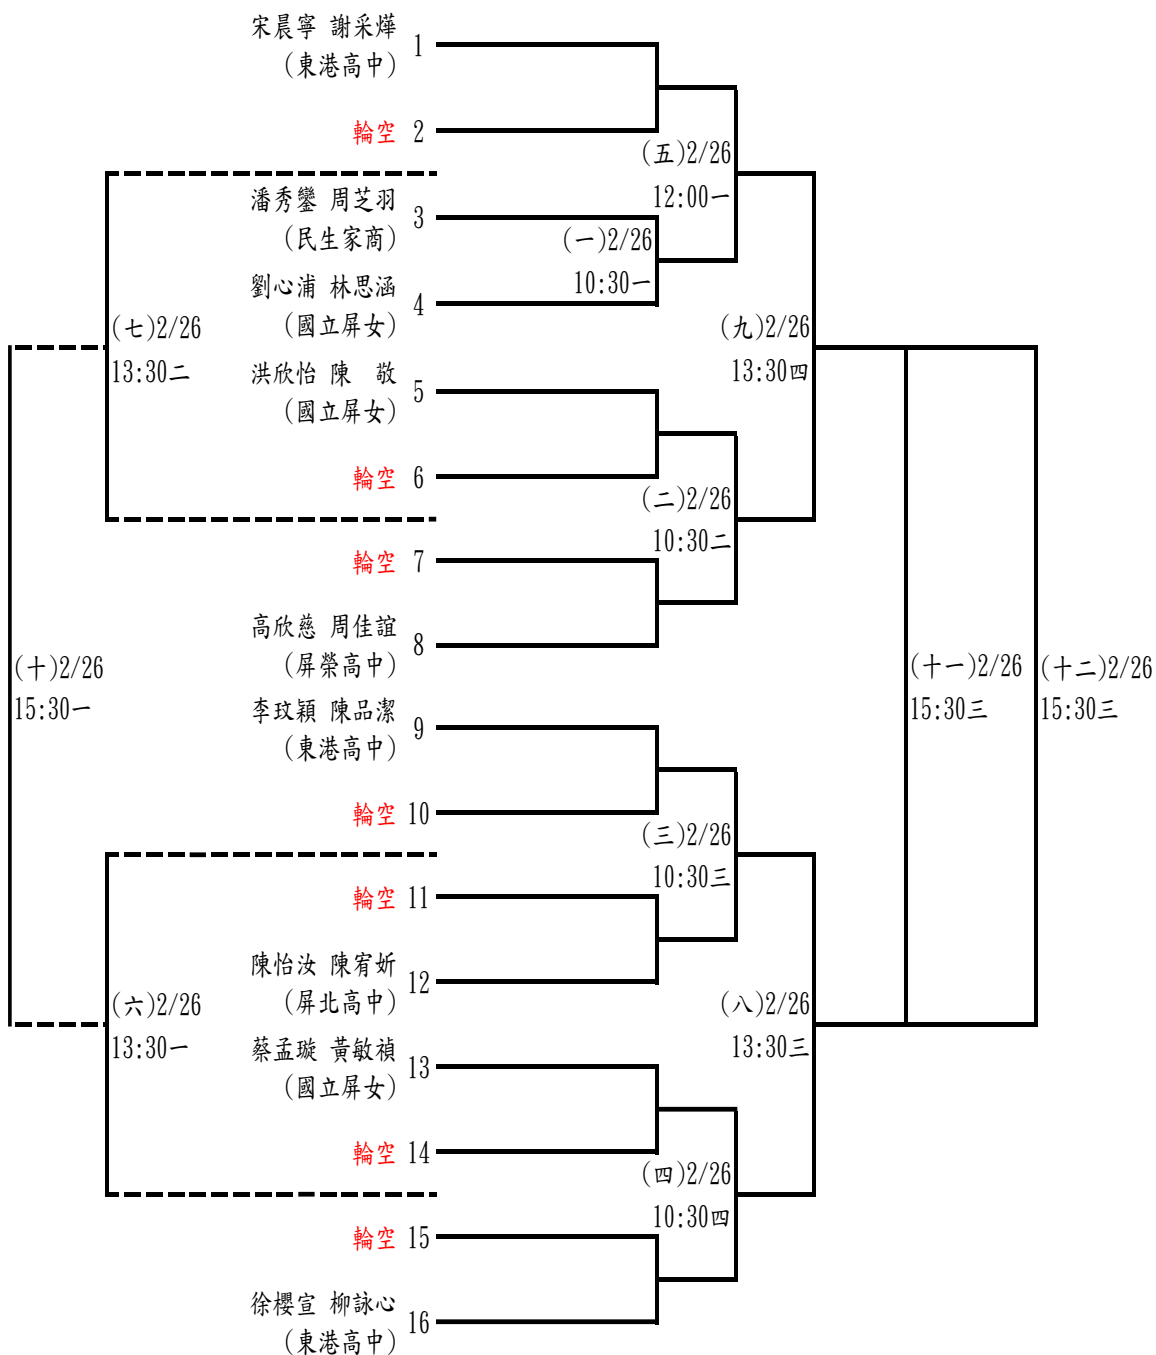 宋晨寧 謝采燁
(東港高中)
1
輪空 2
(五)2/26
12:00一
潘秀鑾 周芝羽
(民生家商)
3
(一)2/26
10:30一
劉心浦 林思涵
(國立屏女)
4
(七)2/26
13:30二
(九)2/26
13:30四
洪欣怡 陳　敬
(國立屏女)
5
輪空 6
(二)2/26
10:30二
輪空 7
高欣慈 周佳誼
(屏榮高中)
8
(十)2/26
15:30一
(十一)2/26
15:30三
(十二)2/26
15:30三
李玟穎 陳品潔
(東港高中)
9
輪空 10
(三)2/26
10:30三
輪空 11
陳怡汝 陳宥妡
(屏北高中)
12
(六)2/26
13:30一
(八)2/26
13:30三
蔡孟璇 黃敏禎
(國立屏女)
13
輪空 14
(四)2/26
10:30四
輪空 15
徐櫻宣 柳詠心
(東港高中)
16